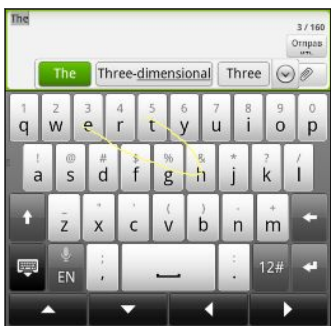 The
3 / 160
Отправ
The Three-dimensional Three
1 2 3 4 5 6 7 8 9 0
q w e r t y u i o p
! @ # $ % & * ? /
a s d f g h j k l
z x c v b n m
EN , . 12#